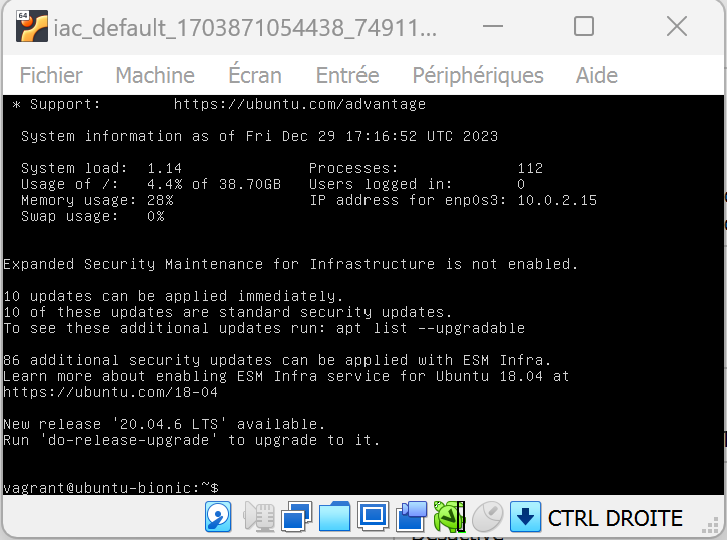 64
iac_default_1703871054438_74911...
Fichier Machine Écran Entrée Périphériques Aide
* Support: https://ubuntu.com/advantage
System information as of Fri Dec 29 17:16:52 UTC 2023
System load: 1.14 Processes: 112
Usage of /: 4.4% of 38.70GB Users logged in: 0
Memory usage: 28% IP address for enp0s3: 10.0.2.15
Swap usage: 0%
Expanded Security Maintenance for Infrastructure is not enabled.
10 updates can be applied immediately.
10 of these updates are standard security updates.
To see these additional updates run: apt list --upgradable
86 additional security updates can be applied with ESM Infra.
Learn more about enabling ESM Infra service for Ubuntu 18.04 at
https://ubuntu.com/18-04
New release '20.04.6 LTS' available.
Run 'do-release-upgrade' to upgrade to it.
vagrant@ubuntu-bionic:~$
CTRL DROITE